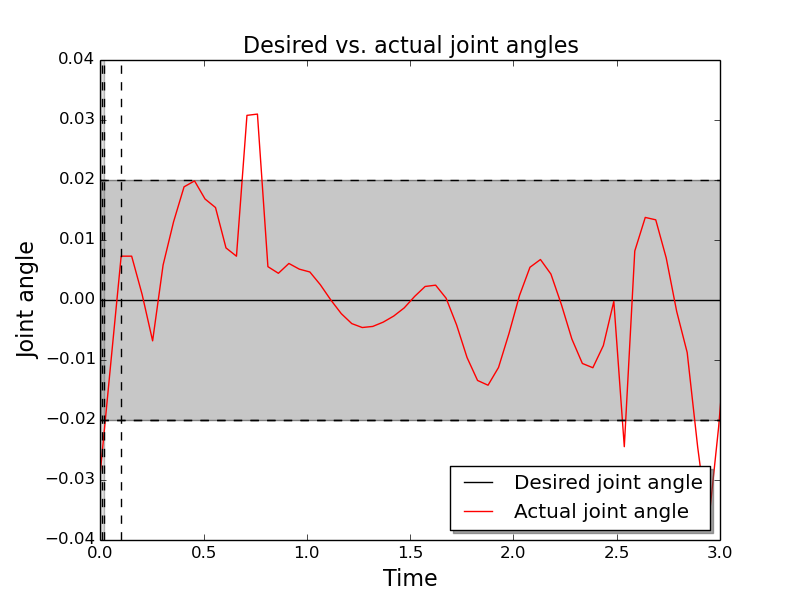 Desired vs. actual joint angles
0.04
0.03
0.02
0.01
0.00
−0.01
−0.02
−0.03
−0.04
Joint angle
Desired joint angle
Actual joint angle
0.0 0.5 1.0 1.5 2.0 2.5 3.0
Time